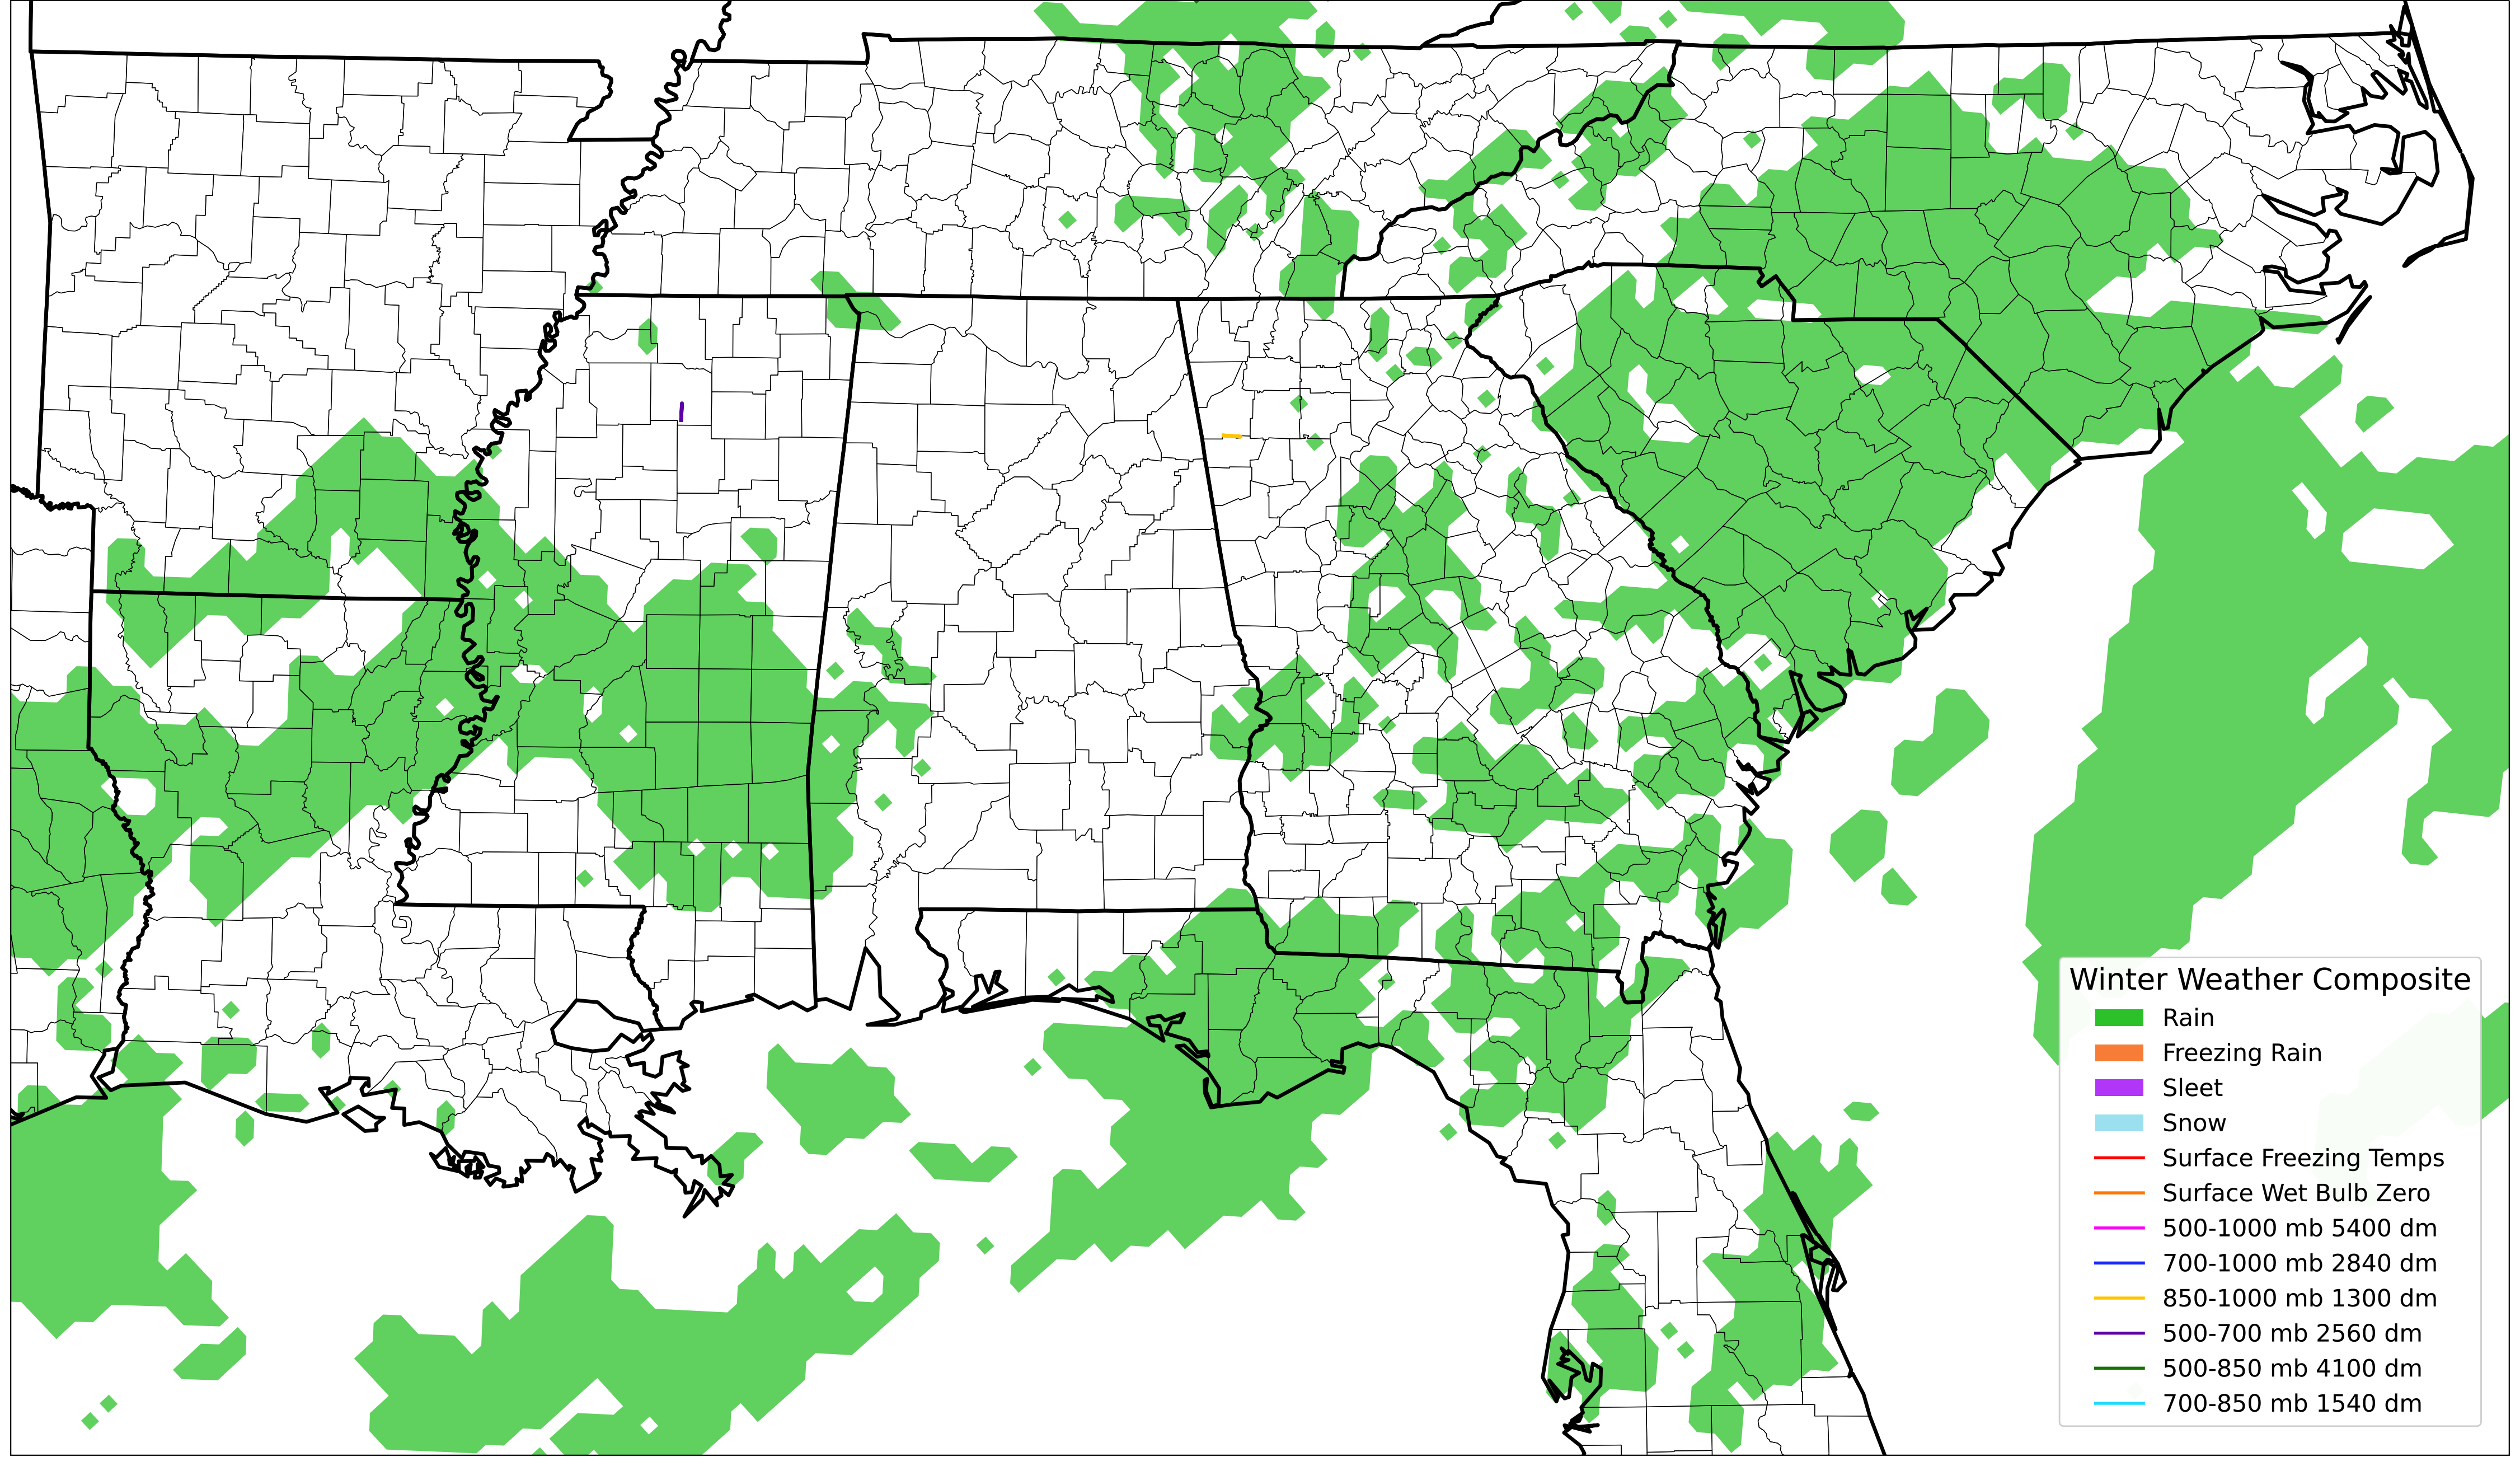 Winter Weather Composite
Rain
Freezing Rain
Sleet
Snow
Surface Freezing Temps
Surface Wet Bulb Zero
500-1000 mb 5400 dm
700-1000 mb 2840 dm
850-1000 mb 1300 dm
500-700 mb 2560 dm
500-850 mb 4100 dm
700-850 mb 1540 dm